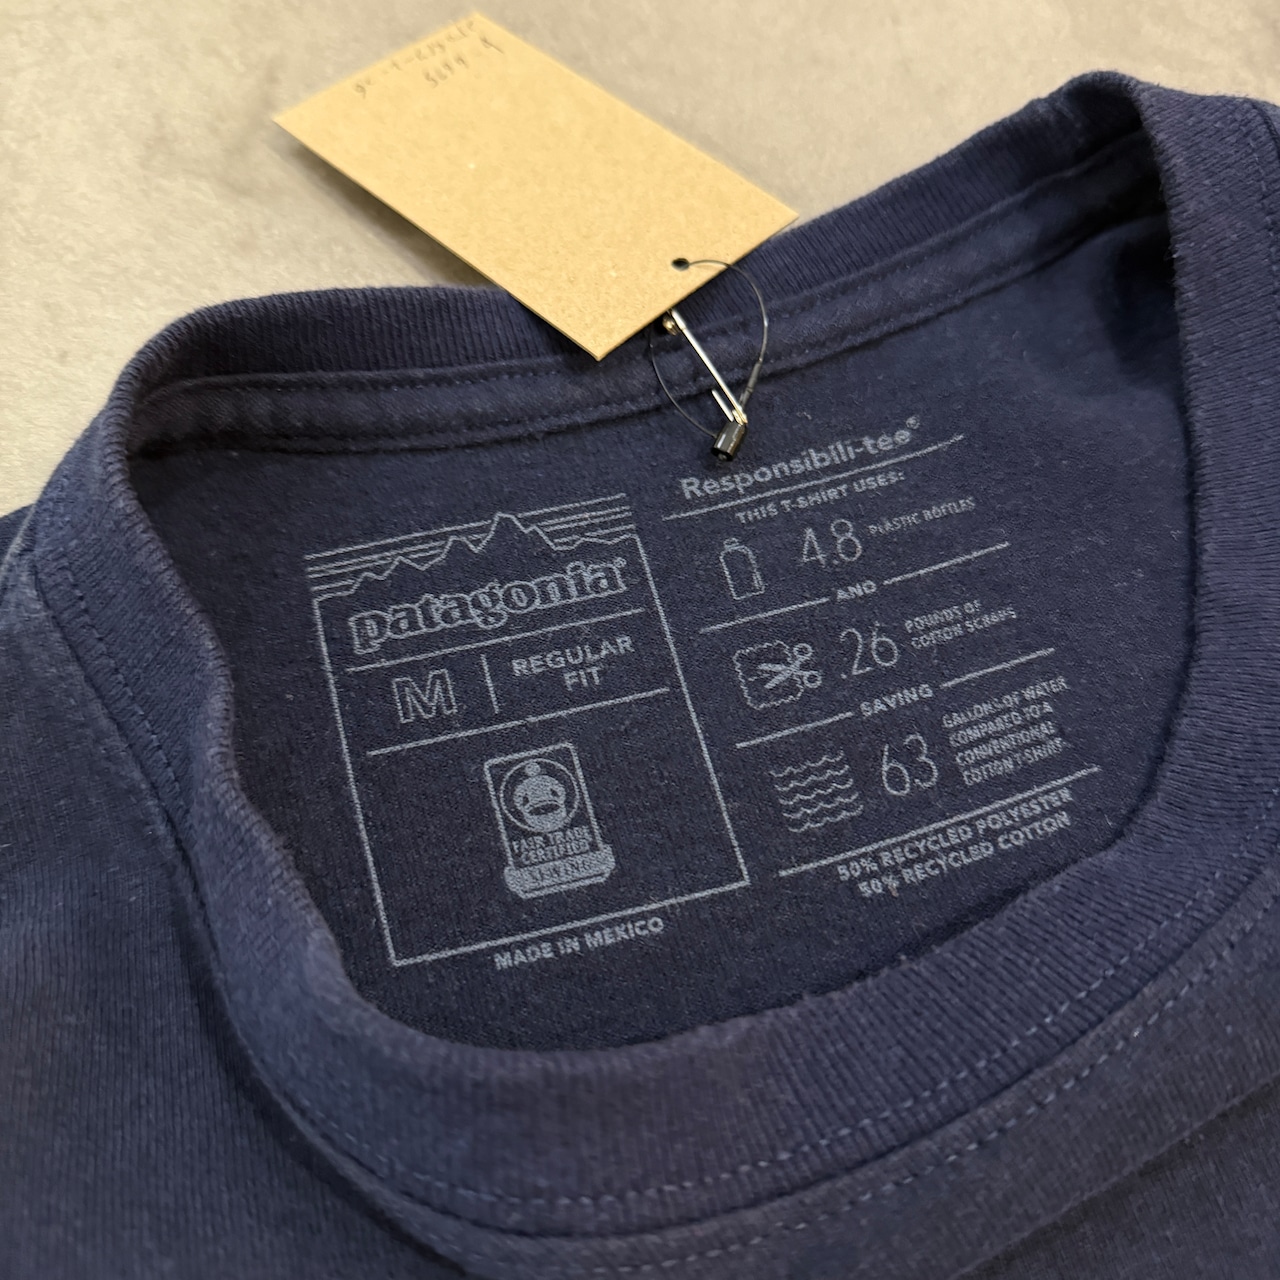 patagonia®
M
REGULAR
FIT
FAIR TRADE
CERTIFIED
SEWING
MADE IN MEXICO
Responsibili-tee®
THIS T-SHIRT USES:
4.8 PLASTIC BOTTLES
AND
.26 POUNDS OF
COTTON SCRAPS
SAVING
63 GALLONS OF WATER
COMPARED TO A
CONVENTIONAL
COTTON T-SHIRT
50% RECYCLED POLYESTER
50% RECYCLED COTTON